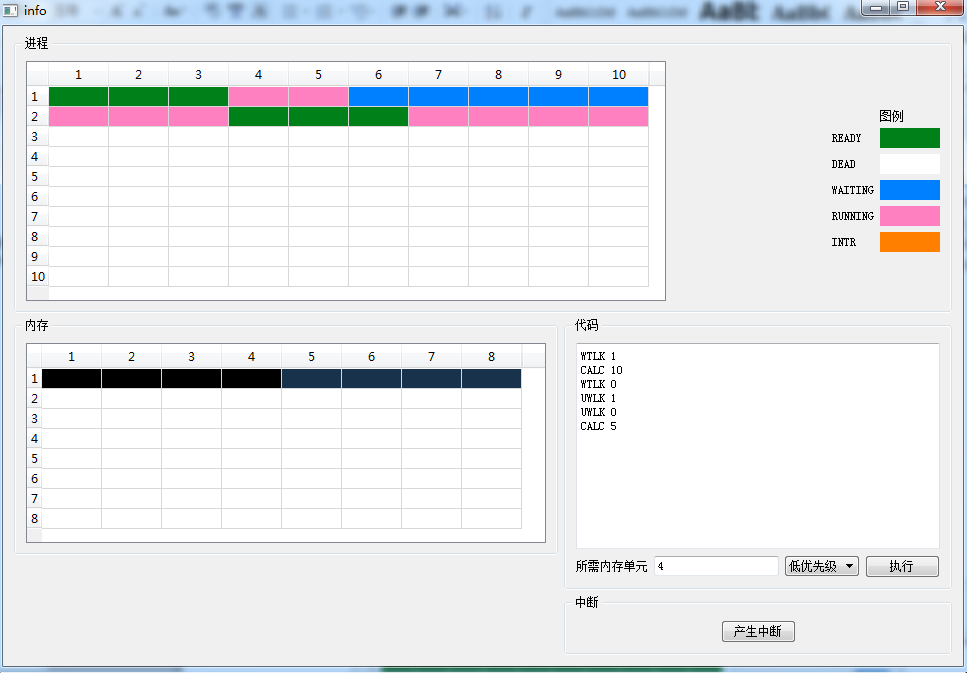 info
进程
1 2 3 4 5 6 7 8 9 10
1
2
3
4
5
6
7
8
9
10
图例
READY
DEAD
WAITING
RUNNING
INTR
内存
1 2 3 4 5 6 7 8
1
2
3
4
5
6
7
8
代码
WTLK 1
CALC 10
WTLK 0
UWLK 1
UWLK 0
CALC 5
所需内存单元 4 低优先级 执行
中断
产生中断